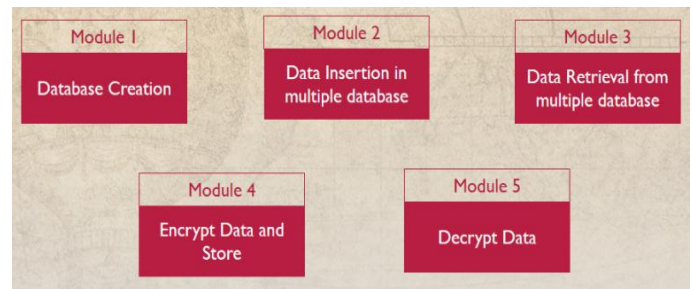 Module 1
Database Creation
Module 2
Data Insertion in
multiple database
Module 3
Data Retrieval from
multiple database
Module 4
Encrypt Data and
Store
Module 5
Decrypt Data